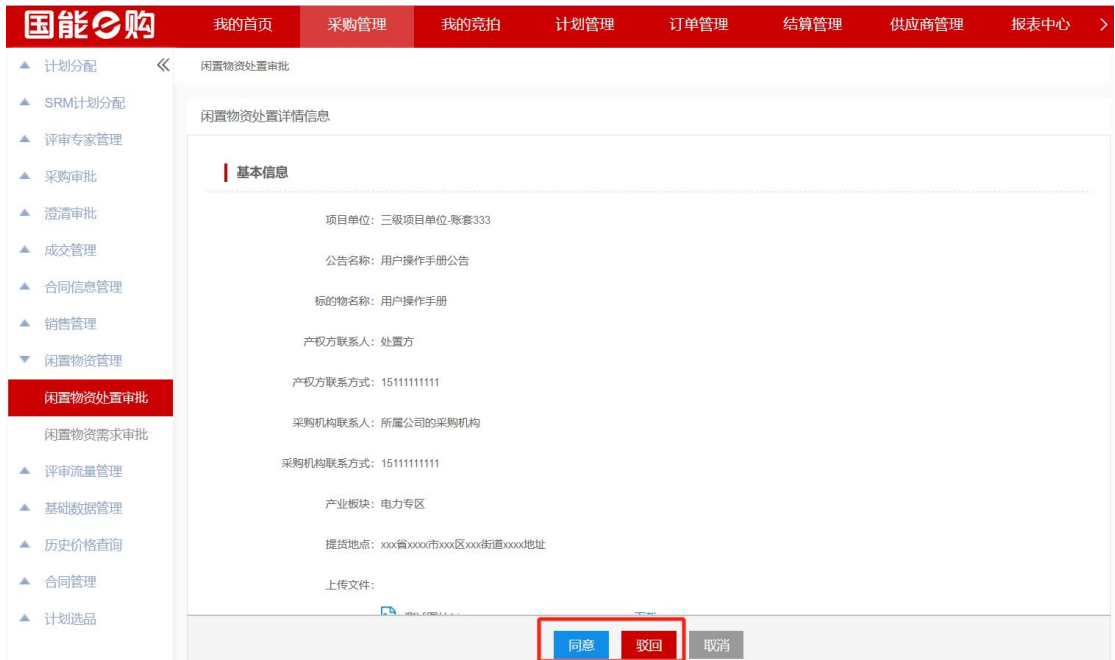 国能e购 我的首页 采购管理 我的竞拍 计划管理 订单管理 结算管理 供应商管理 报表中心
计划分配
SRM计划分配
评审专家管理
采购审批
澄清审批
成交管理
合同信息管理
销售管理
闲置物资管理
闲置物资处置审批
闲置物资需求审批
评审流量管理
基础数据管理
历史价格查询
合同管理
计划选品
闲置物资处置审批
闲置物资处置详情信息
基本信息
项目单位：三级项目单位-账套333
公告名称：用户操作手册公告
标的物名称：用户操作手册
产权方联系人：处置方
产权方联系方式：15111111111
采购机构联系人：所属公司的采购机构
采购机构联系方式：15111111111
产业板块：电力专区
提货地点：xxx省xxxx市xxx区xxx街道xxxx地址
上传文件：
同意 驳回 取消